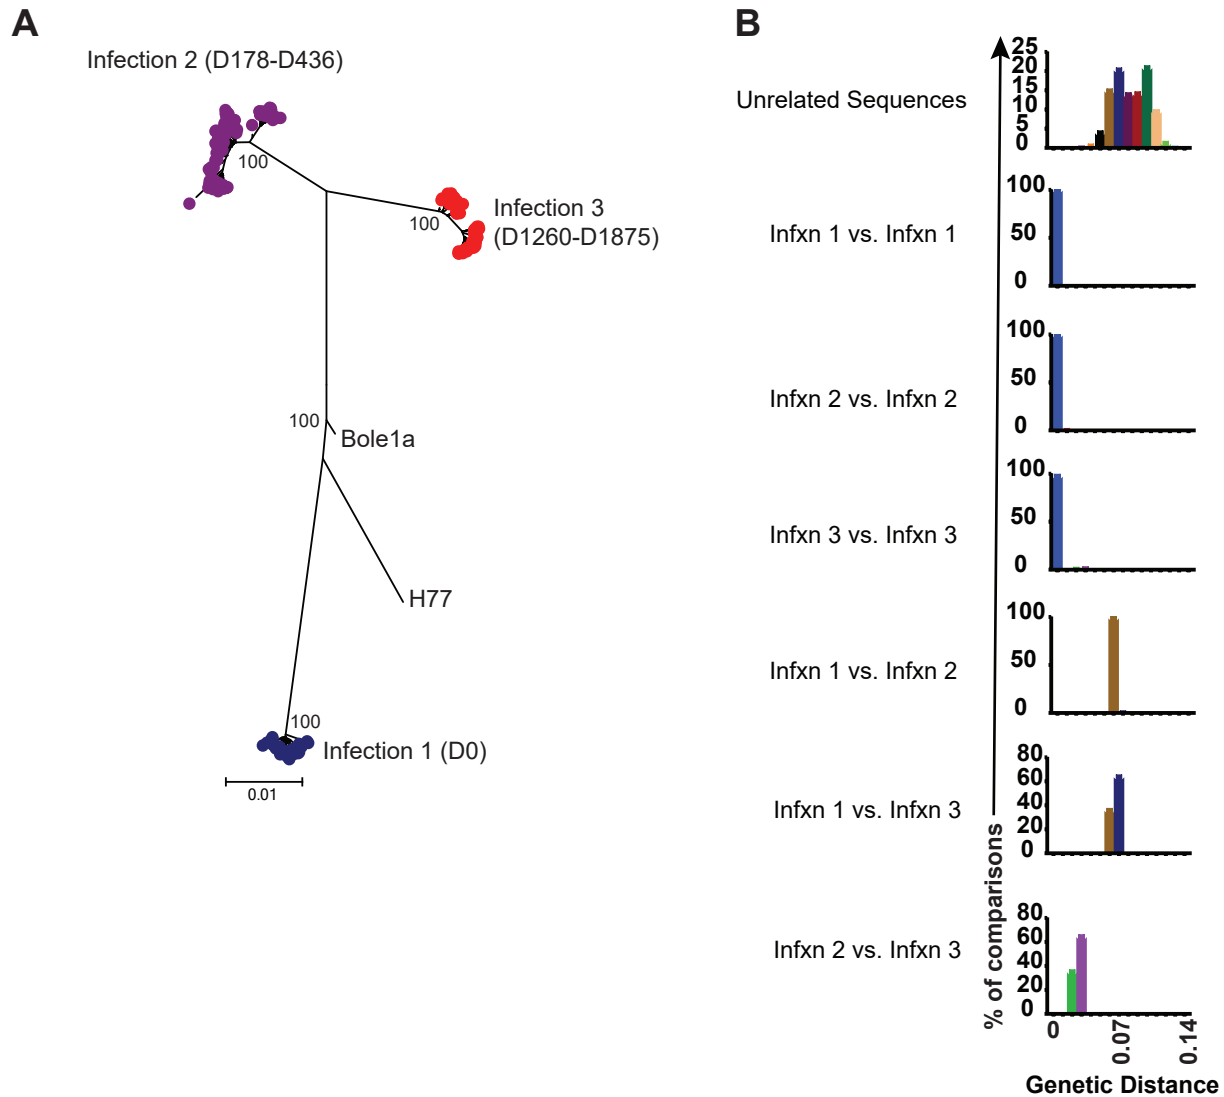 A
Infection 2 (D178-D436)
100
Infection 3
(D1260-D1875)
100
100
Bole1a
H77
100
Infection 1 (D0)
0.01
B
Unrelated Sequences
25
20
15
10
5
0
Infxn 1 vs. Infxn 1
100
50
0
Infxn 2 vs. Infxn 2
100
50
0
Infxn 3 vs. Infxn 3
100
50
0
Infxn 1 vs. Infxn 2
100
50
0
Infxn 1 vs. Infxn 3
80
60
40
20
0
Infxn 2 vs. Infxn 3
80
60
40
20
0
% of comparisons
0
0.07
0.14
Genetic Distance